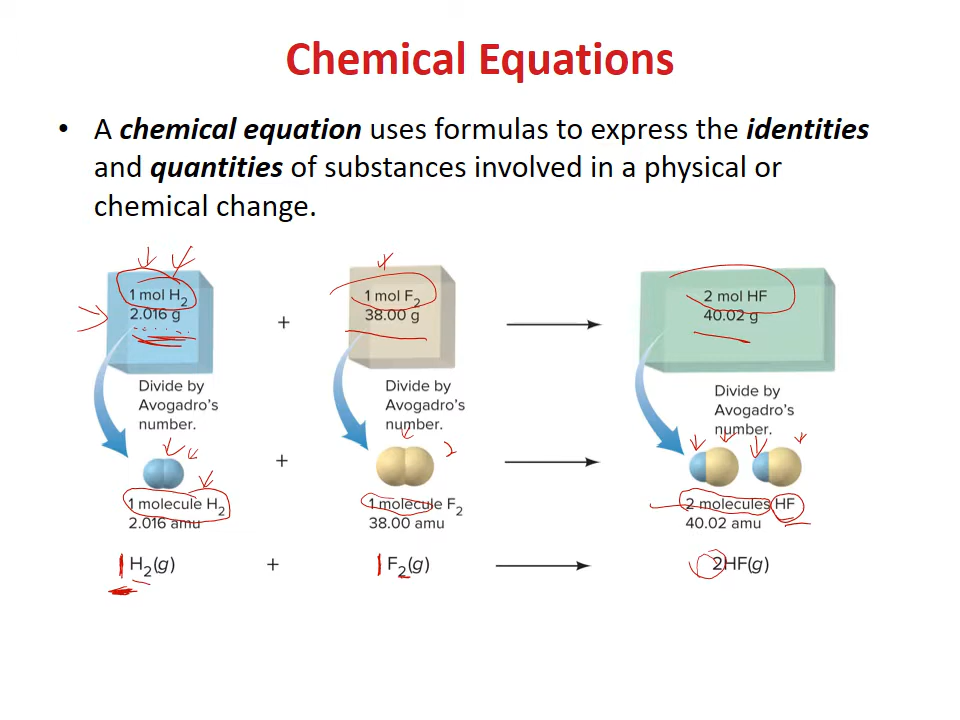 Chemical Equations
• A chemical equation uses formulas to express the identities
and quantities of substances involved in a physical or
chemical change.
1 mol H₂ 1 mol F₂ 2 mol HF
2.016 g + 38.00 g 40.02 g
Divide by Divide by Divide by
Avogadro's Avogadro's Avogadro's
number. number. number.
+
1 molecule H₂ 1 molecule F₂ 2 molecules HF
2.016 amu 38.00 amu 40.02 amu
1 H₂(g) + 1 F₂(g) 2HF(g)